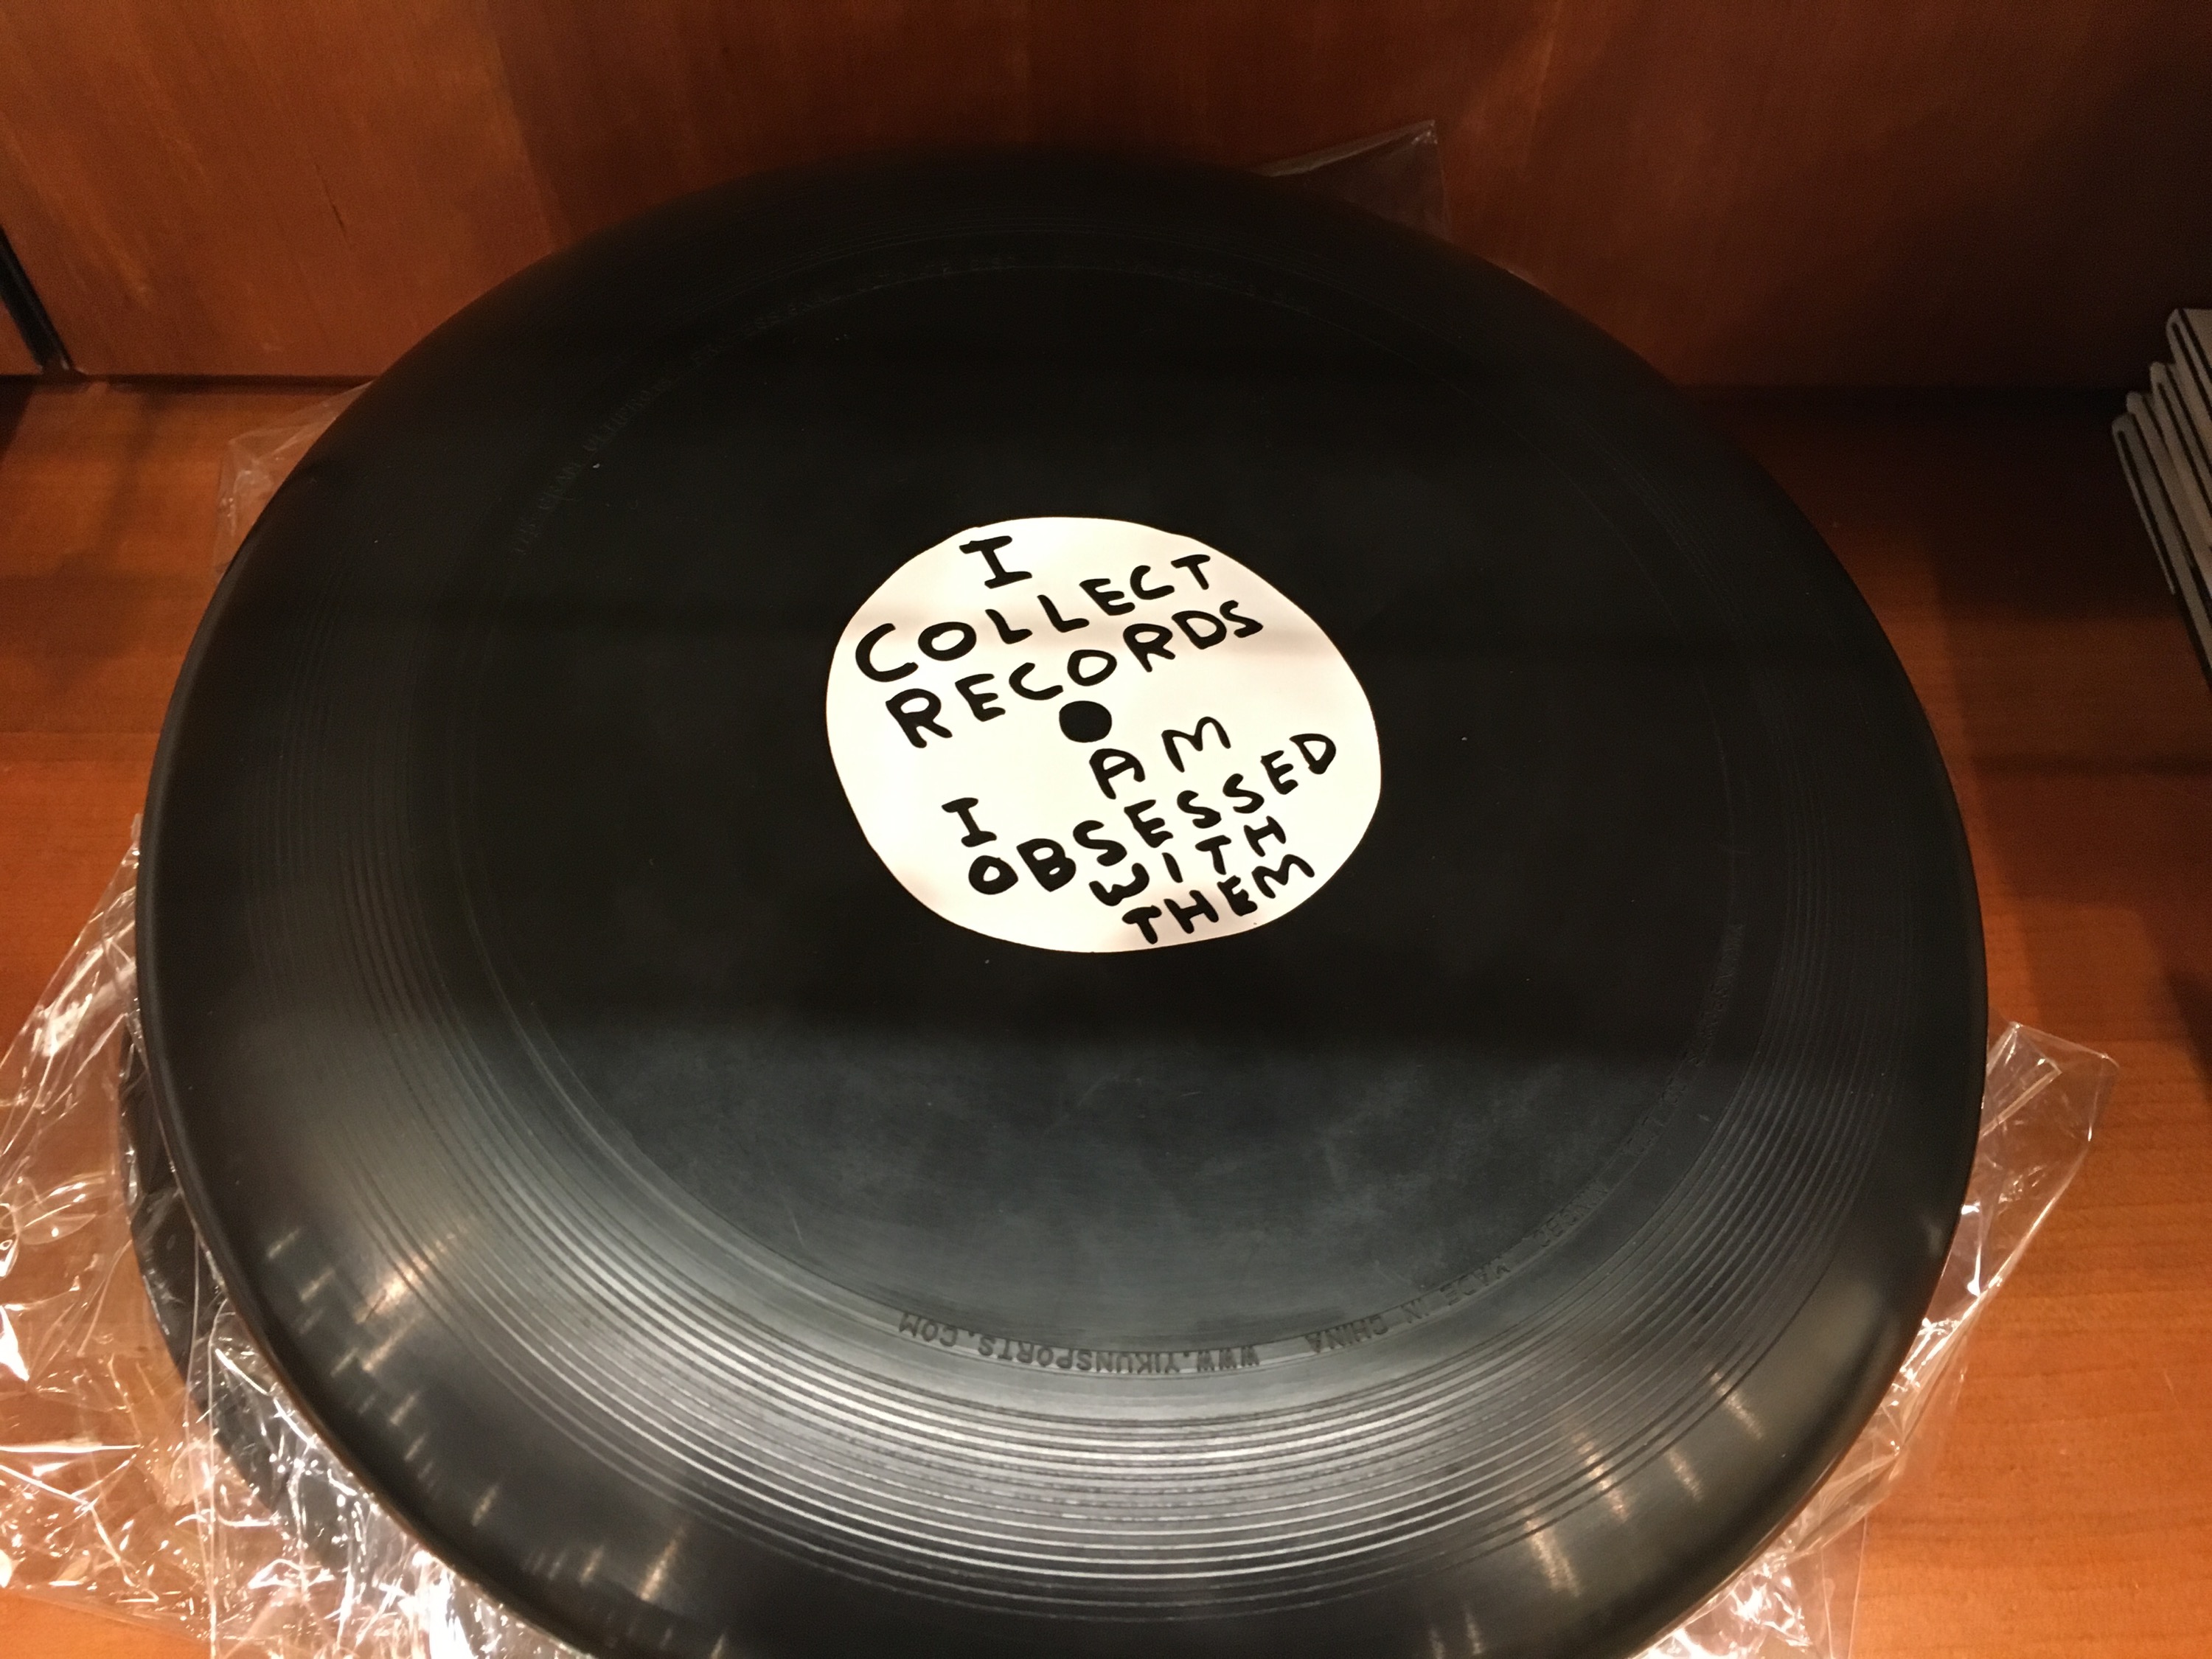 I
COLLECT
RECORDS
I AM
OBSESSED
WITH
THEM
MADE IN CHINA
WWW.YIKUNSPORTS.COM